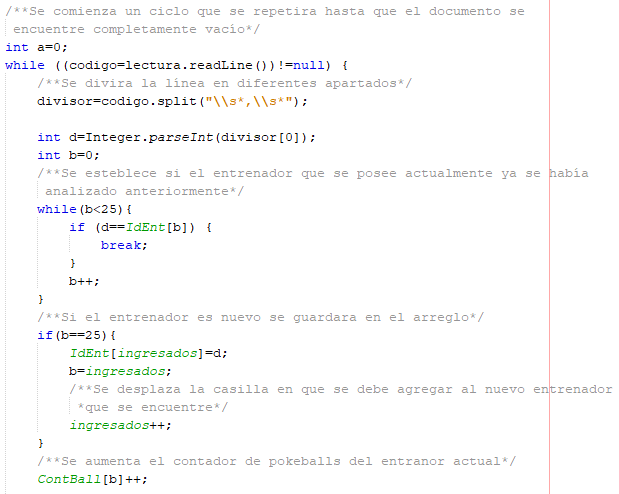 /**Se comienza un ciclo que se repetira hasta que el documento se
encuentre completamente vacío*/
int a=0;
while ((codigo=lectura.readLine())!=null) {
/**Se divira la línea en diferentes apartados*/
divisor=codigo.split("\\s*,\\s*");
int d=Integer.parseInt(divisor[0]);
int b=0;
/**Se esteblece si el entrenador que se posee actualmente ya se había
analizado anteriormente*/
while(b<25){
if (d==IdEnt[b]) {
break;
}
b++;
}
/**Si el entrenador es nuevo se guardara en el arreglo*/
if(b==25){
IdEnt[ingresados]=d;
b=ingresados;
/**Se desplaza la casilla en que se debe agregar al nuevo entrenador
*que se encuentre*/
ingresados++;
}
/**Se aumenta el contador de pokeballs del entranor actual*/
ContBall[b]++;